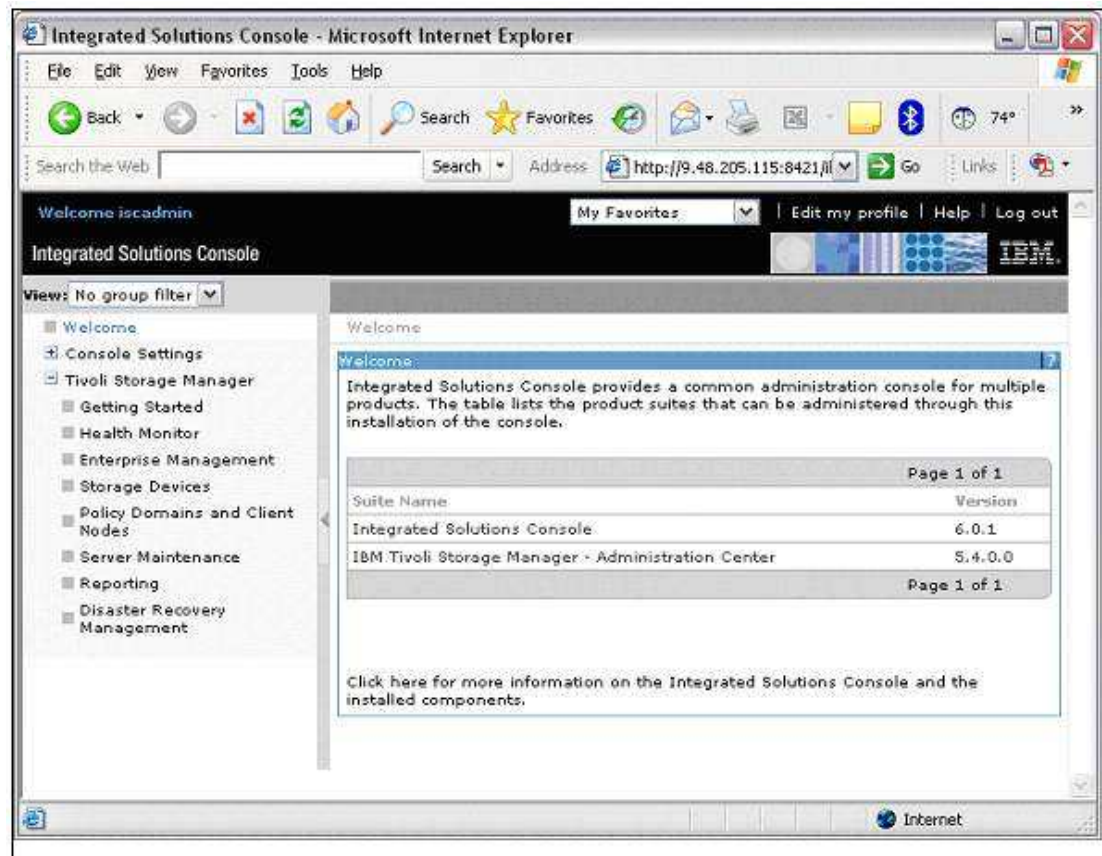 Integrated Solutions Console - Microsoft Internet Explorer
File Edit View Favorites Tools Help
Back Search Favorites 74° »
Search the Web Search Address http://9.48.205.115:8421/i Go Links
Welcome iscadmin My Favorites Edit my profile Help Log out
Integrated Solutions Console IBM.
View: No group filter
Welcome
Console Settings
Tivoli Storage Manager
Getting Started
Health Monitor
Enterprise Management
Storage Devices
Policy Domains and Client
Nodes
Server Maintenance
Reporting
Disaster Recovery
Management
Welcome
Welcome ?
Integrated Solutions Console provides a common administration console for multiple
products. The table lists the product suites that can be administered through this
installation of the console.
Page 1 of 1
Suite Name Version
Integrated Solutions Console 6.0.1
IBM Tivoli Storage Manager - Administration Center 5.4.0.0
Page 1 of 1
Click here for more information on the Integrated Solutions Console and the
installed components.
Internet